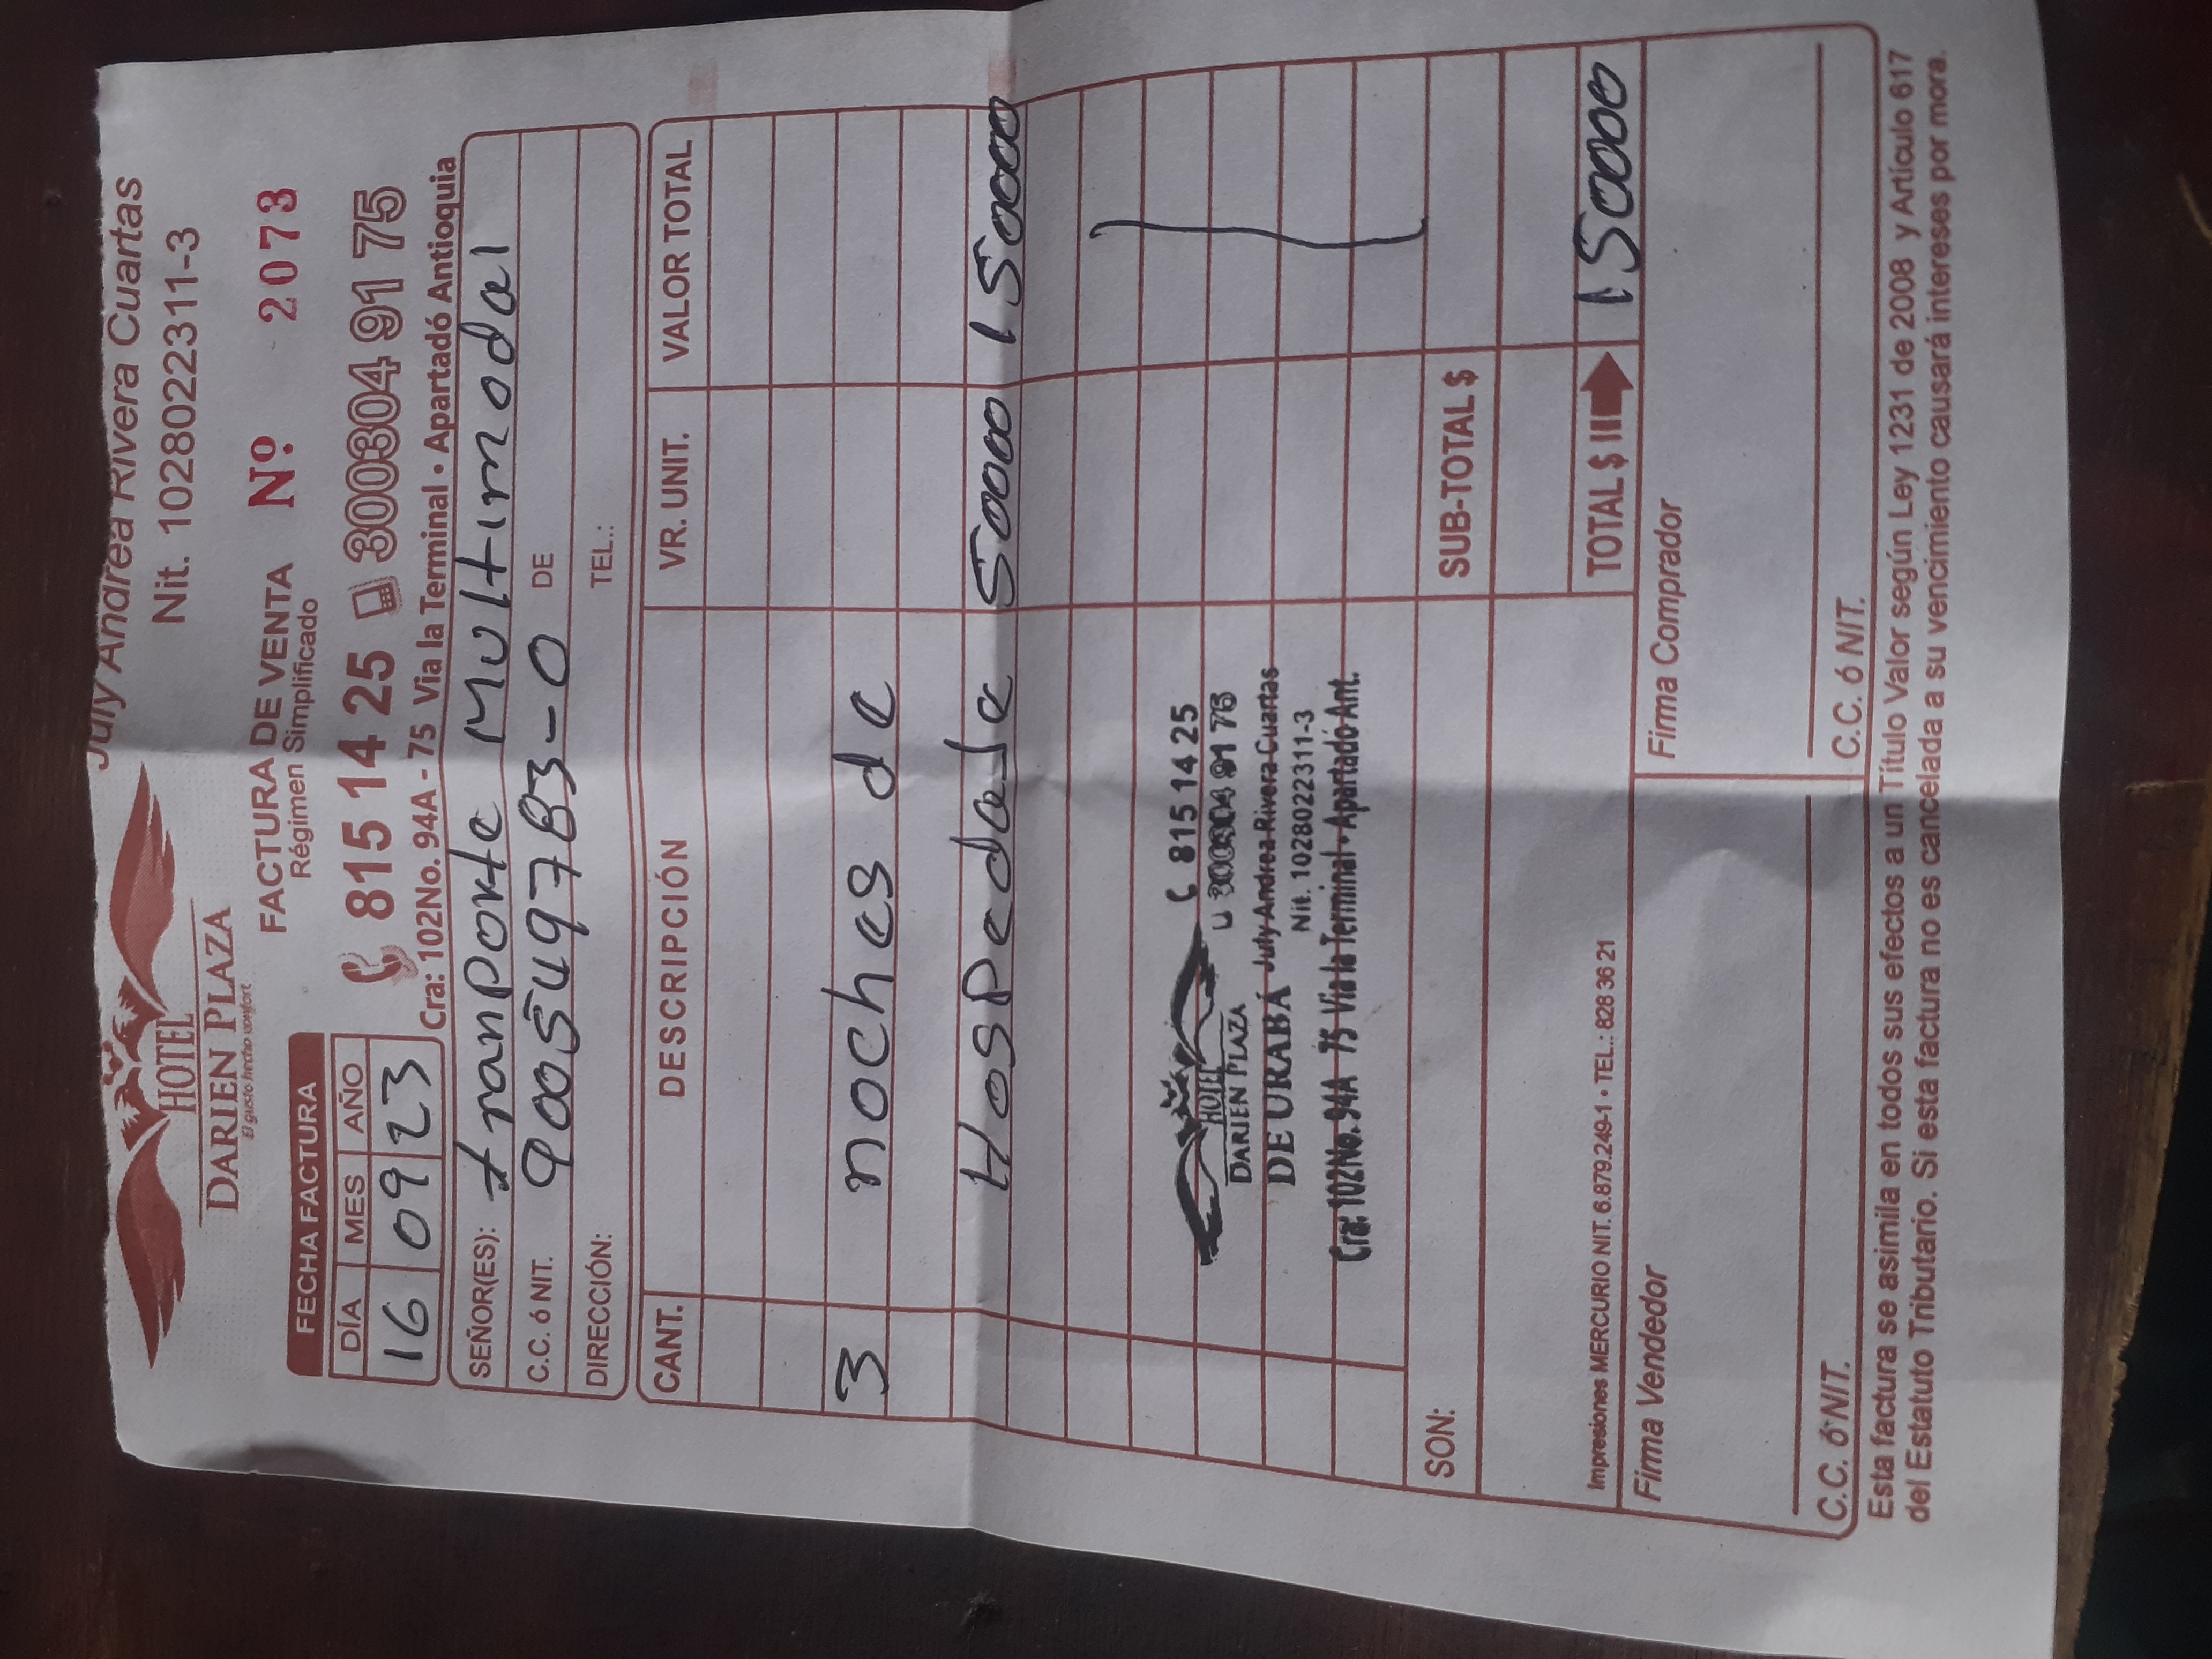 July Andrea Rivera Cuartas
Nit. 1028022311-3
HOTEL
DARIEN PLAZA
El gusto hecho confort
FACTURA DE VENTA Nº 2073
Régimen Simplificado
815 14 25 300304 91 75
Cra: 102No. 94A - 75 Via la Terminal • Apartadó Antioquia
FECHA FACTURA
DÍA MES AÑO
16 09 23
SEÑOR(ES): tranporte Multimodal
C.C. ó NIT. 900549783-0 DE
DIRECCIÓN: TEL.:
CANT. DESCRIPCIÓN VR. UNIT. VALOR TOTAL
3 noches de
Hospedaje 50000 150000
815 14 25
300304 91 75
HOTEL
DARIEN PLAZA
DE URABÁ July Andrea Rivera Cuartas
Nit. 1028022311-3
Cra: 102No. 94A 75 Via la Terminal • Apartadó Ant.
SON: SUB-TOTAL $
TOTAL $ 150000
Impresiones MERCURIO NIT. 6.879.249-1 • TEL.: 828 36 21
Firma Vendedor Firma Comprador
C.C. ó NIT. C.C. ó NIT.
Esta factura se asimila en todos sus efectos a un Título Valor según Ley 1231 de 2008 y Artículo 617
del Estatuto Tributario. Si esta factura no es cancelada a su vencimiento causará intereses por mora.